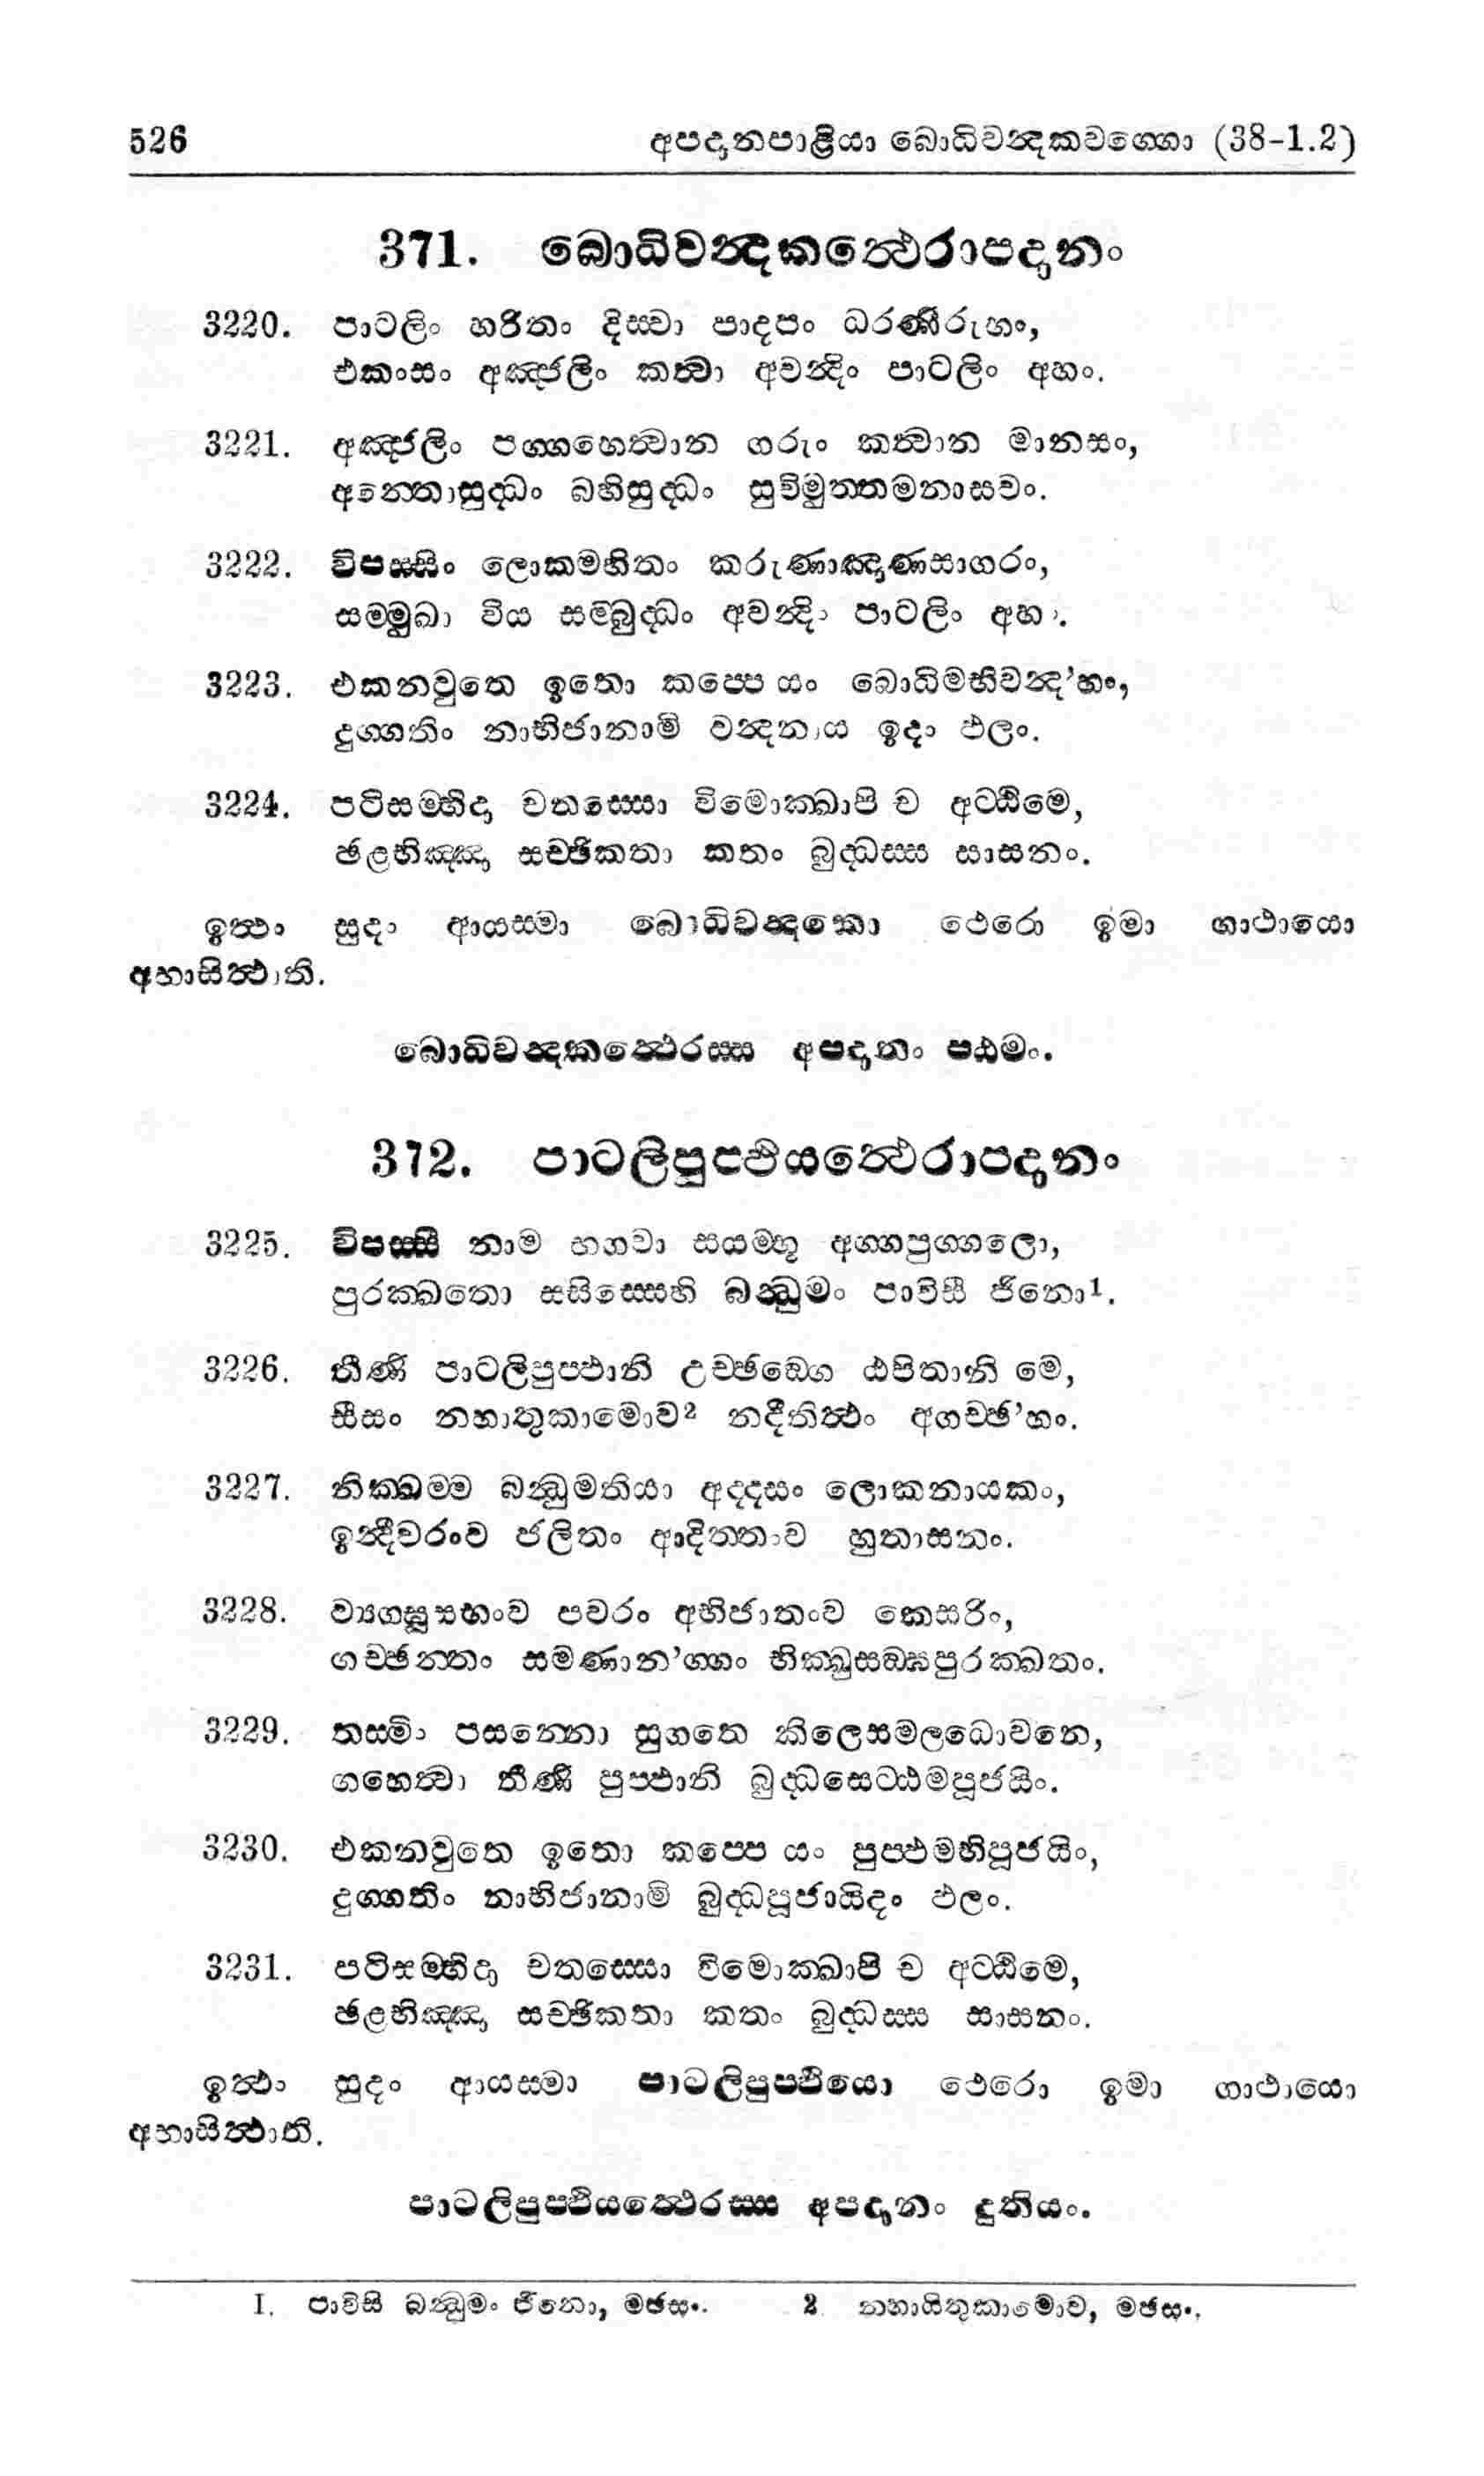 526 අපදානපාළියා බොධිවන්දකවග්ගො (38-1.2)
371. බොධිවන්දකත්ථෙරාපදානං
3220. පාටලිං හරිතං දිස්වා පාදපං ධරණීරුහං,
එකංසං අඤ්ජලිං කත්වා අවන්දිං පාටලිං අහං.
3221. අඤ්ජලිං පග්ගහෙත්වාන ගරුං කත්වාන මානසං,
අන්තොසුද්ධං බහිසුද්ධං සුවිමුත්තමනාසවං.
3222. විපස්සිං ලොකමහිතං කරුණාඤාණසාගරං,
සම්මුඛා විය සම්බුද්ධං අවන්දිං පාටලිං අහං.
3223. එකනවුතෙ ඉතො කප්පෙ යං බොධිමභිවන්ද'හං,
දුග්ගතිං නාභිජානාමි වන්දනාය ඉදං ඵලං.
3224. පටිසම්භිදා චතස්සො විමොක්ඛාපි ච අට්ඨිමෙ,
ඡළභිඤ්ඤා සච්ඡිකතා කතං බුද්ධස්ස සාසනං.
ඉත්ථං සුදං ආයස්මා බොධිවන්දකො ථෙරො ඉමා ගාථායො
අභාසිත්ථාති.
බොධිවන්දකත්ථෙරස්ස අපදානං පඨමං.
372. පාටලිපුප්ඵියත්ථෙරාපදානං
3225. විපස්සී නාම භගවා සයම්භූ අග්ගපුග්ගලො,
පුරක්ඛතො සසිස්සෙහි බන්ධුමං පාවිසී ජිනො1.
3226. තීණි පාටලිපුප්ඵානි උච්ඡඞ්ගෙ ඨපිතානි මෙ,
සීසං නහාතුකාමොව2 නදීතිත්ථං අගච්ඡ'හං.
3227. නික්ඛම්ම බන්ධුමතියා අද්දසං ලොකනායකං,
ඉන්දීවරංව ජලිතං ආදිත්තංව හුතාසනං.
3228. ව්‍යග්ඝූසභංව පවරං අභිජාතංව කෙසරිං,
ගච්ඡන්තං සමණාන'ග්ගං භික්ඛුසඞ්ඝපුරක්ඛතං.
3229. තස්මිං පසන්නො සුගතෙ කිලෙසමලධොවනෙ,
ගහෙත්වා තීණි පුප්ඵානි බුද්ධසෙට්ඨමපූජයිං.
3230. එකනවුතෙ ඉතො කප්පෙ යං පුප්ඵමභිපූජයිං,
දුග්ගතිං නාභිජානාමි බුද්ධපූජායිදං ඵලං.
3231. පටිසම්භිදා චතස්සො විමොක්ඛාපි ච අට්ඨිමෙ,
ඡළභිඤ්ඤා සච්ඡිකතා කතං බුද්ධස්ස සාසනං.
ඉත්ථං සුදං ආයස්මා පාටලිපුප්ඵියො ථෙරො ඉමා ගාථායො
අභාසිත්ථාති.
පාටලිපුප්ඵියත්ථෙරස්ස අපදානං දුතියං.
1. පාවිසි බන්ධුමං ජිනො, මඡසං. 2. නහායිතුකාමොව, මඡසං.